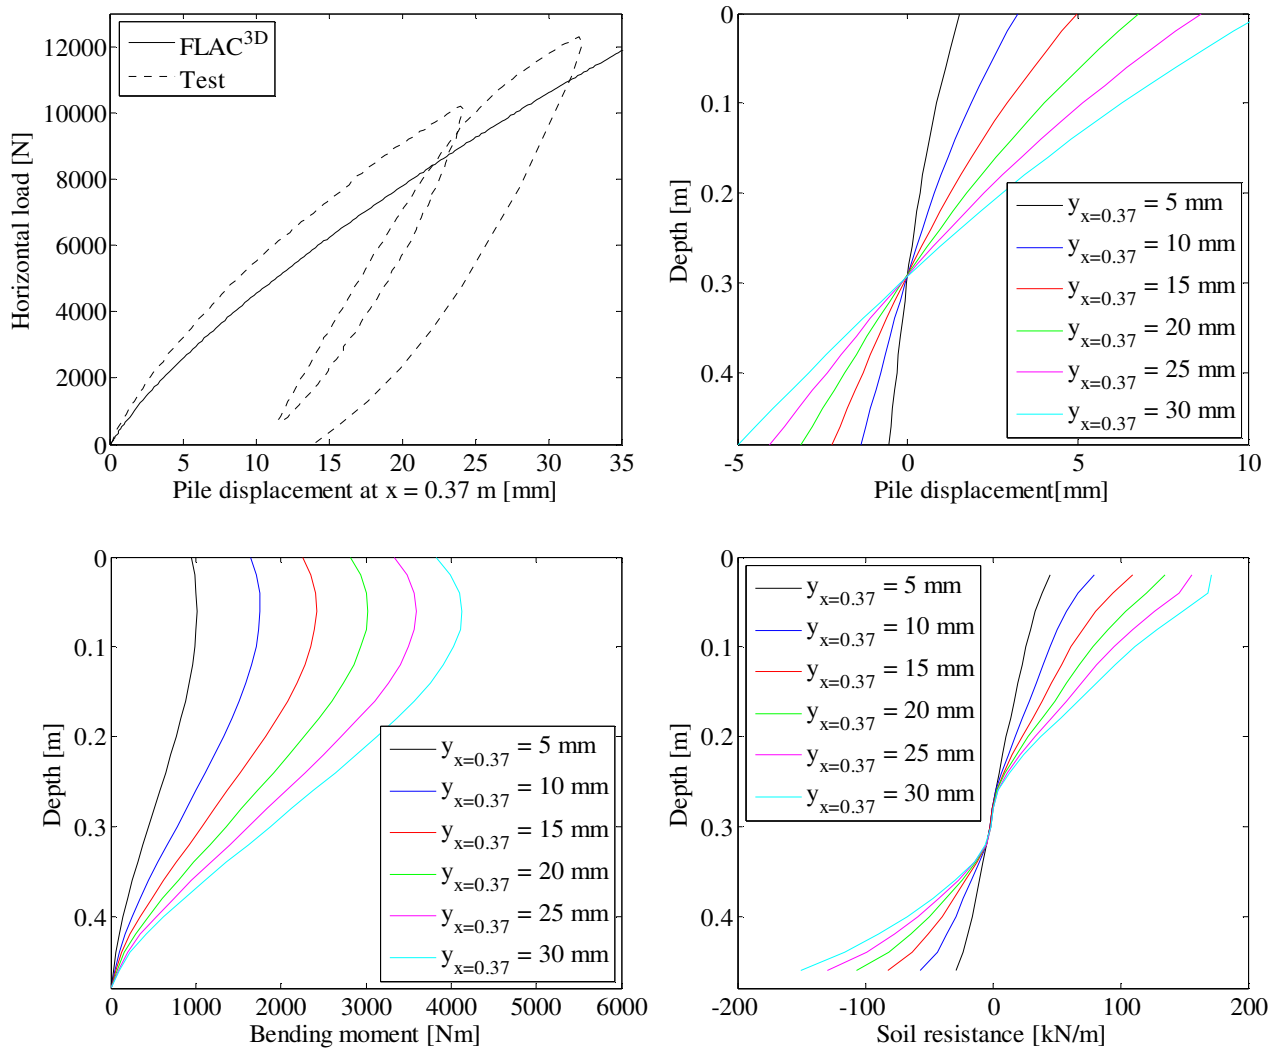 12000
10000
8000
6000
4000
2000
0
Horizontal load [N]
FLAC3D
Test
0 5 10 15 20 25 30 35
Pile displacement at x = 0.37 m [mm]
0
0.1
0.2
0.3
0.4
Depth [m]
yx=0.37 = 5 mm
yx=0.37 = 10 mm
yx=0.37 = 15 mm
yx=0.37 = 20 mm
yx=0.37 = 25 mm
yx=0.37 = 30 mm
-5 0 5 10
Pile displacement[mm]
0
0.1
0.2
0.3
0.4
Depth [m]
yx=0.37 = 5 mm
yx=0.37 = 10 mm
yx=0.37 = 15 mm
yx=0.37 = 20 mm
yx=0.37 = 25 mm
yx=0.37 = 30 mm
0 1000 2000 3000 4000 5000 6000
Bending moment [Nm]
0
0.1
0.2
0.3
0.4
Depth [m]
yx=0.37 = 5 mm
yx=0.37 = 10 mm
yx=0.37 = 15 mm
yx=0.37 = 20 mm
yx=0.37 = 25 mm
yx=0.37 = 30 mm
-200 -100 0 100 200
Soil resistance [kN/m]